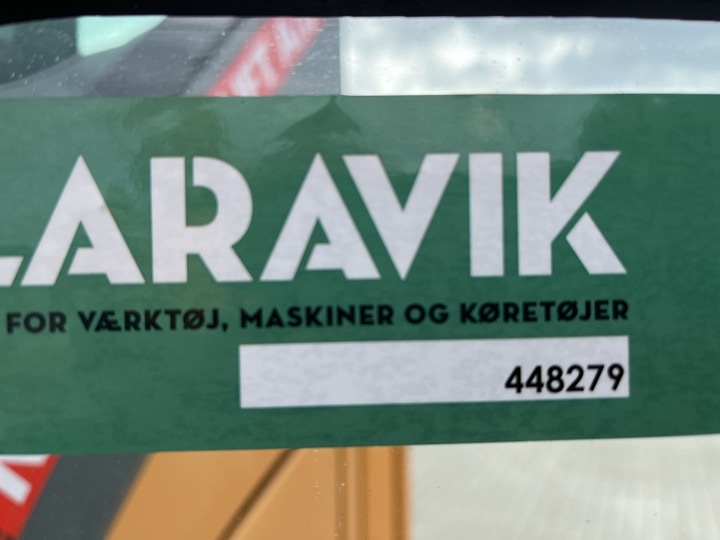 LARAVIK
FOR VÆRKTØJ, MASKINER OG KØRETØJER
448279